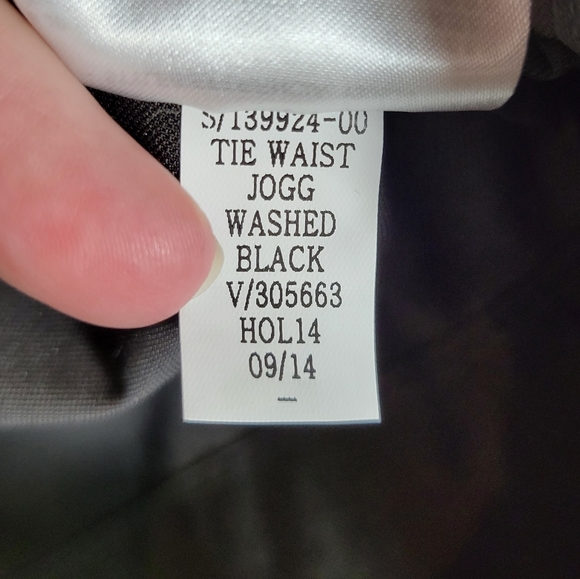 S/139924-00
TIE WAIST
JOGG
WASHED
BLACK
V/305663
HOL14
09/14